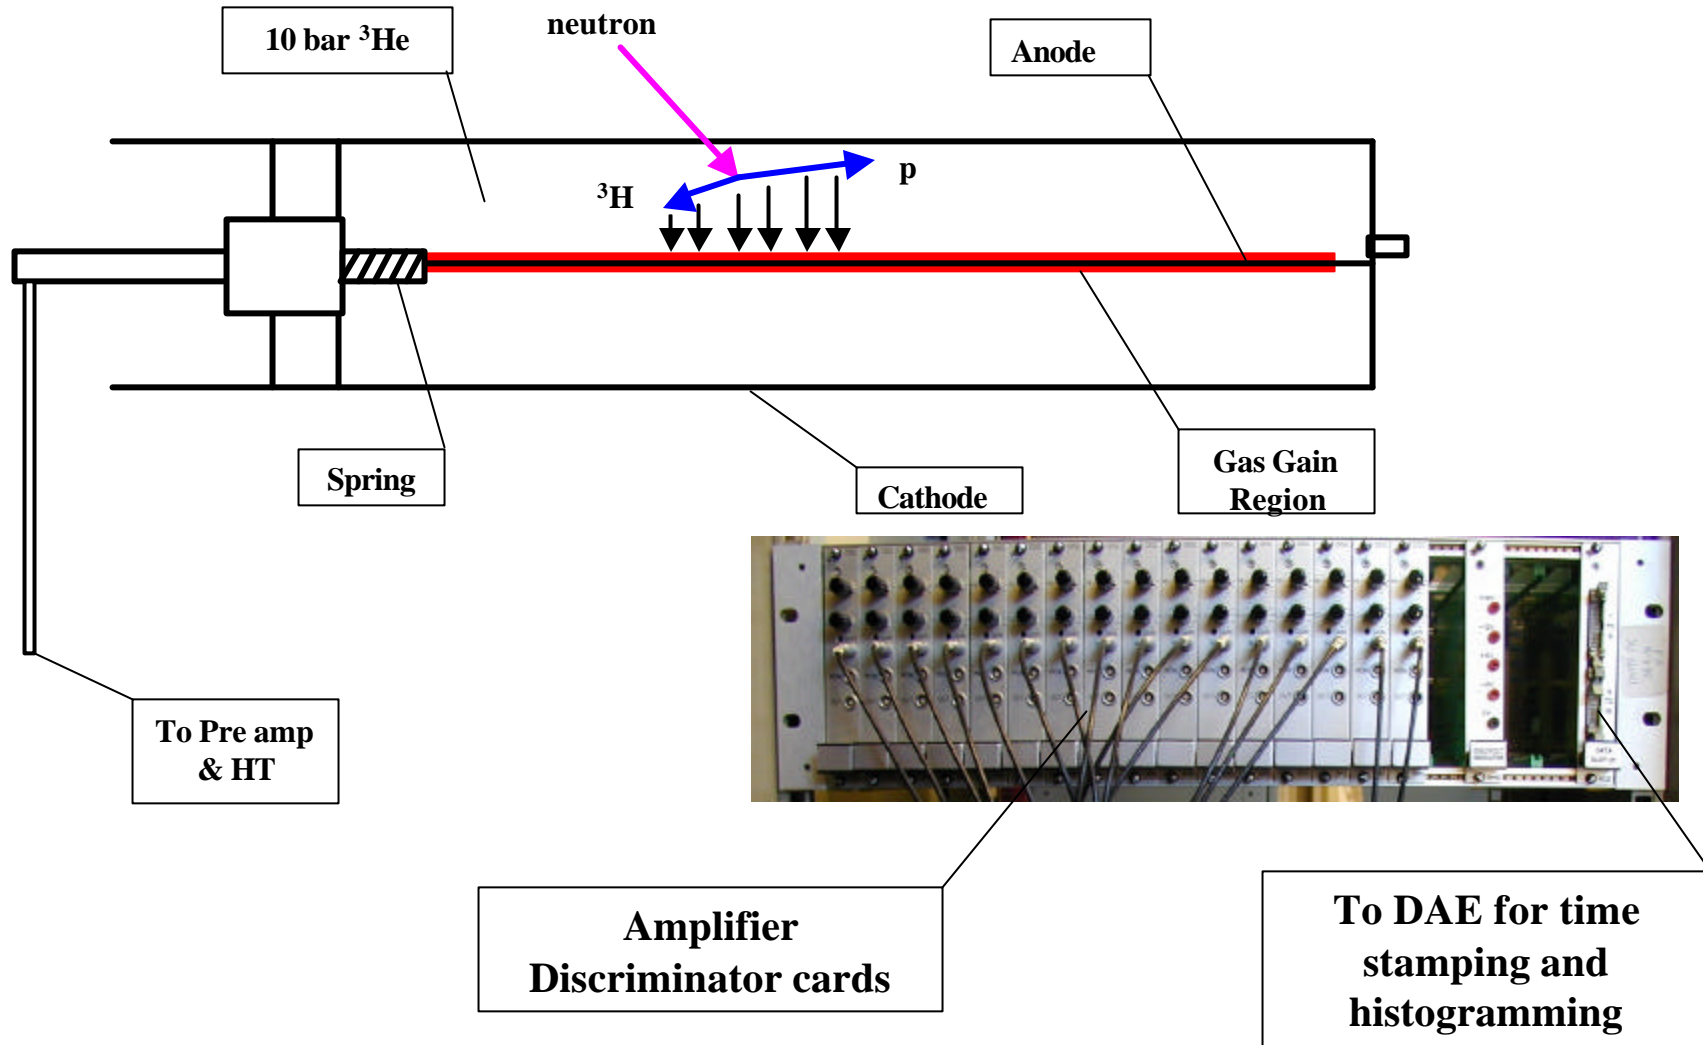 neutron
10 bar ³He
Anode
³H
p
Spring
Cathode
Gas Gain
Region
To Pre amp
& HT
Amplifier
Discriminator cards
To DAE for time
stamping and
histogramming